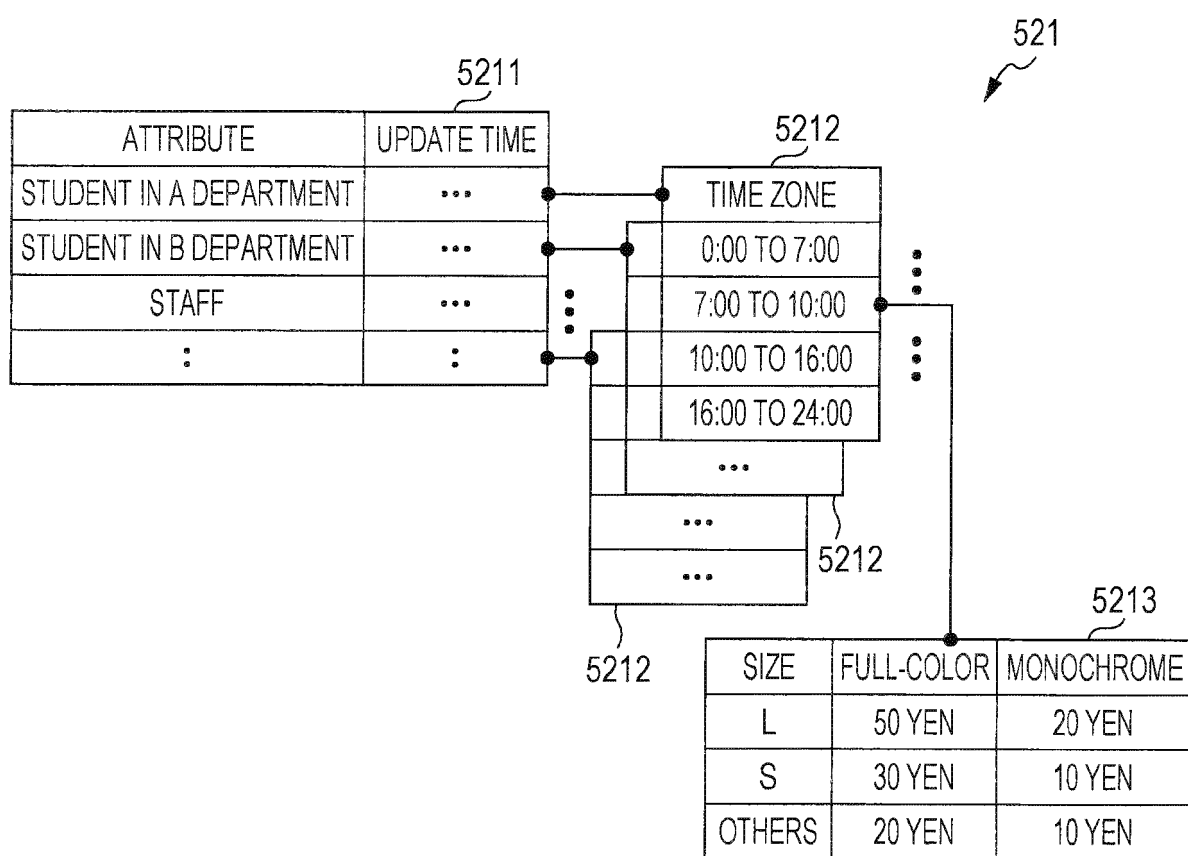 521
5211
ATTRIBUTE UPDATE TIME
STUDENT IN A DEPARTMENT ...
STUDENT IN B DEPARTMENT ...
STAFF ...
: :
5212
TIME ZONE
0:00 TO 7:00
7:00 TO 10:00
10:00 TO 16:00
16:00 TO 24:00
...
5212
...
...
5212
5213
SIZE FULL-COLOR MONOCHROME
L 50 YEN 20 YEN
S 30 YEN 10 YEN
OTHERS 20 YEN 10 YEN